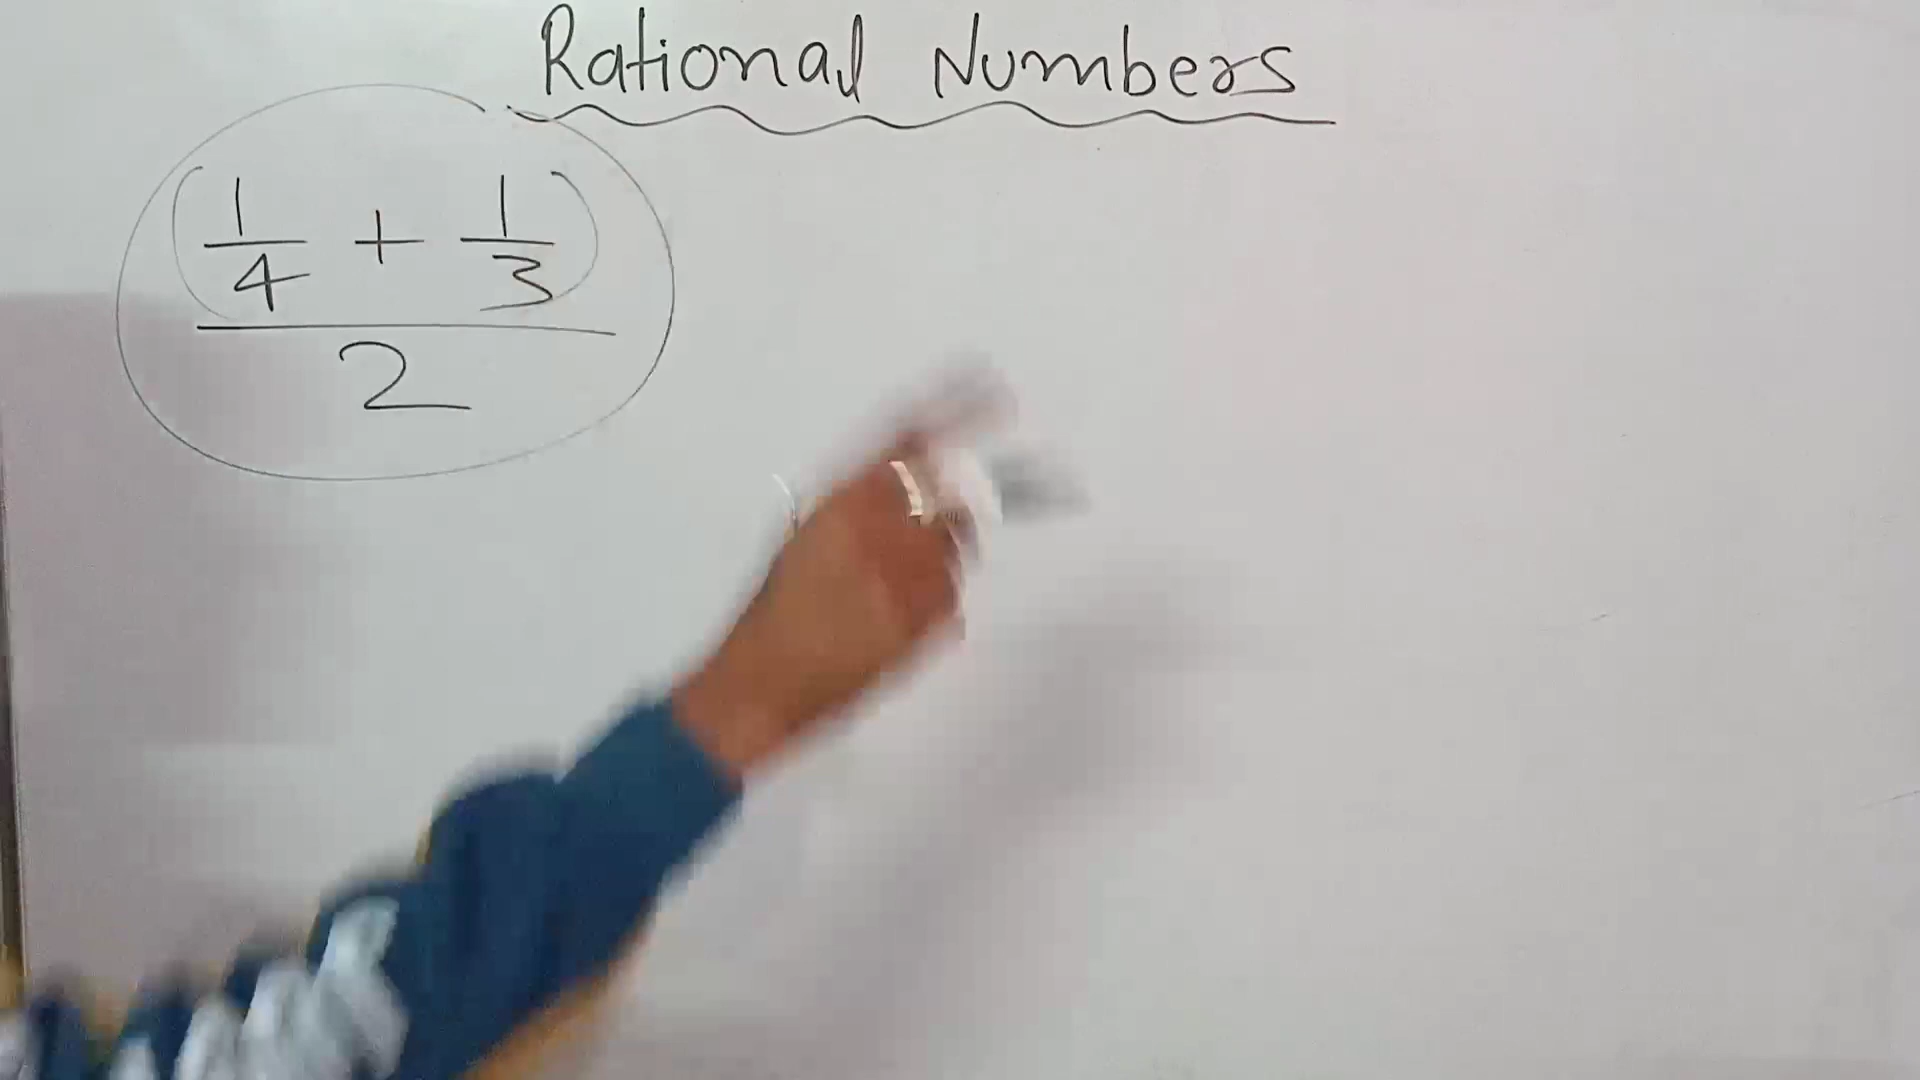 Rational Numbers
(1/4 + 1/3)
2